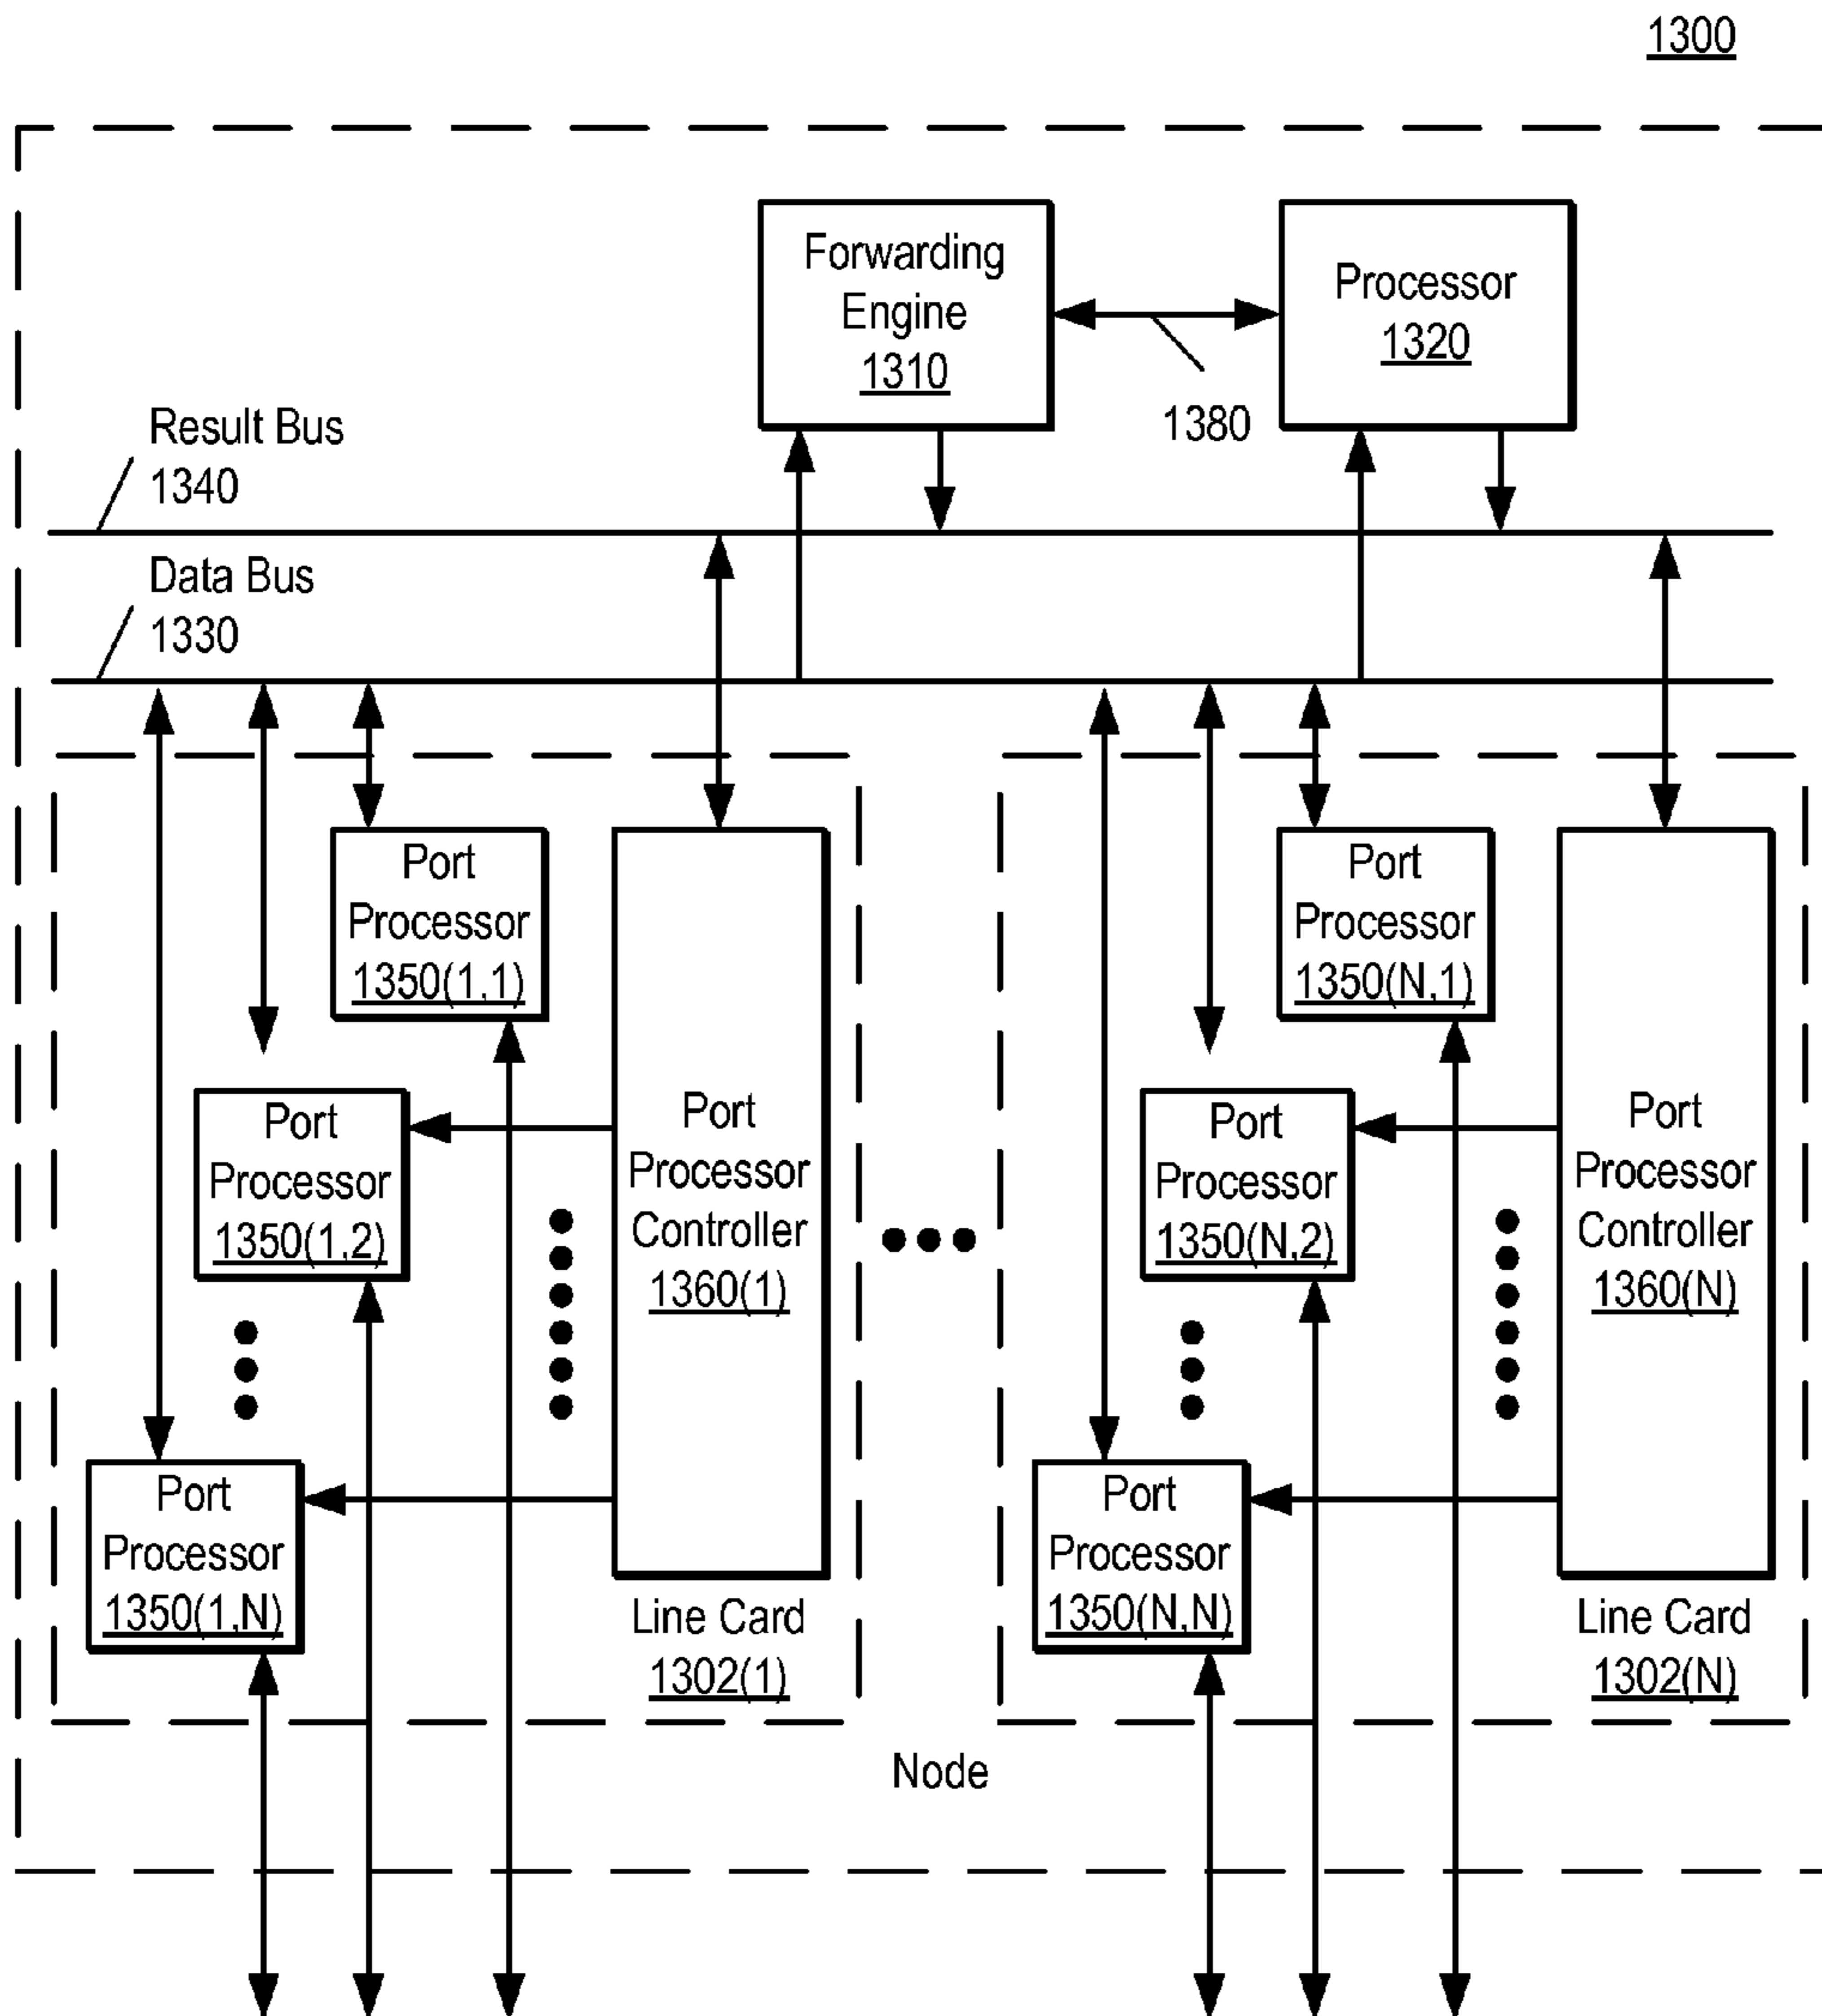 1300
Forwarding
Engine
1310
Processor
1320
1380
Result Bus
1340
Data Bus
1330
Port
Processor
1350(1,1)
Port
Processor
1350(1,2)
Port
Processor
1350(1,N)
Port
Processor
Controller
1360(1)
Line Card
1302(1)
Port
Processor
1350(N,1)
Port
Processor
1350(N,2)
Port
Processor
1350(N,N)
Port
Processor
Controller
1360(N)
Line Card
1302(N)
Node